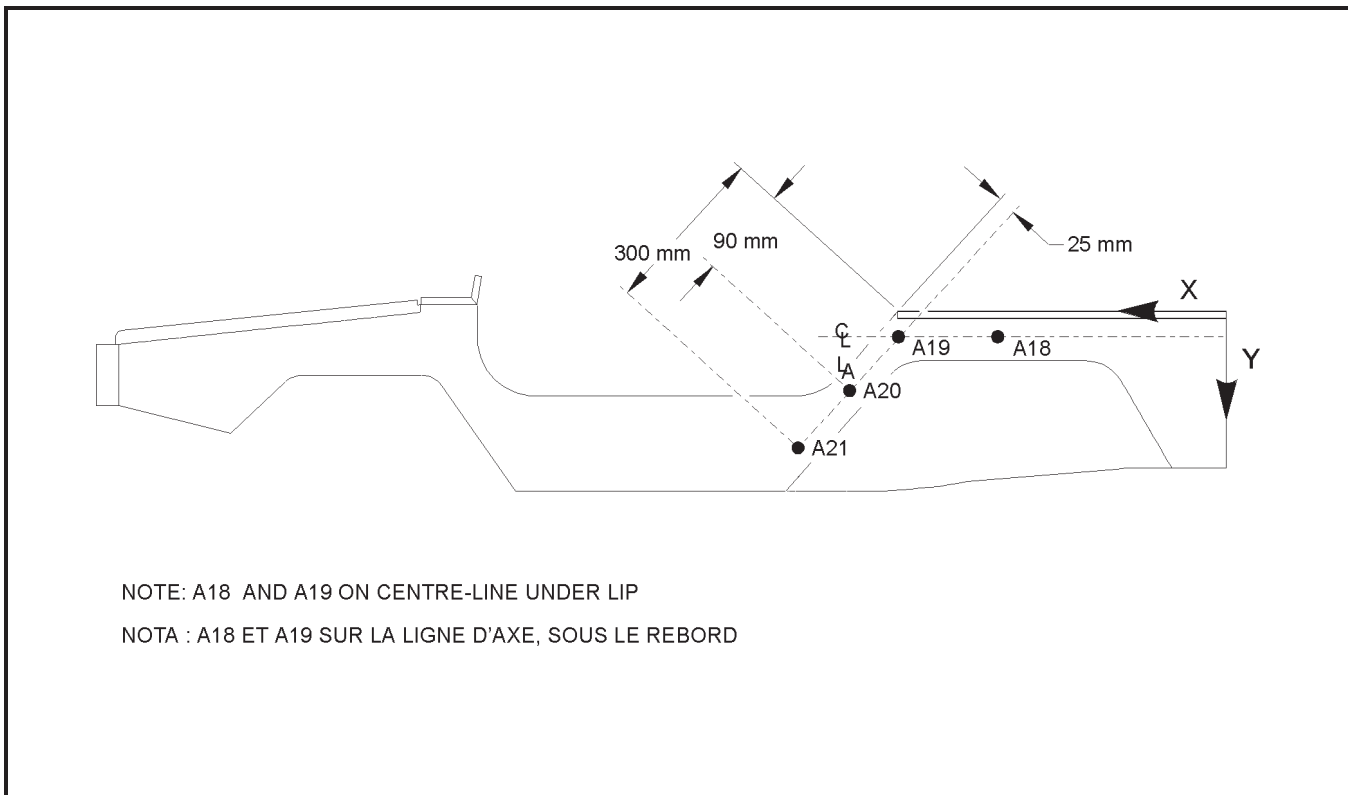 300 mm
90 mm
25 mm
X
Y
CL
LA
A19
A18
A20
A21
NOTE: A18 AND A19 ON CENTRE-LINE UNDER LIP
NOTA : A18 ET A19 SUR LA LIGNE D'AXE, SOUS LE REBORD